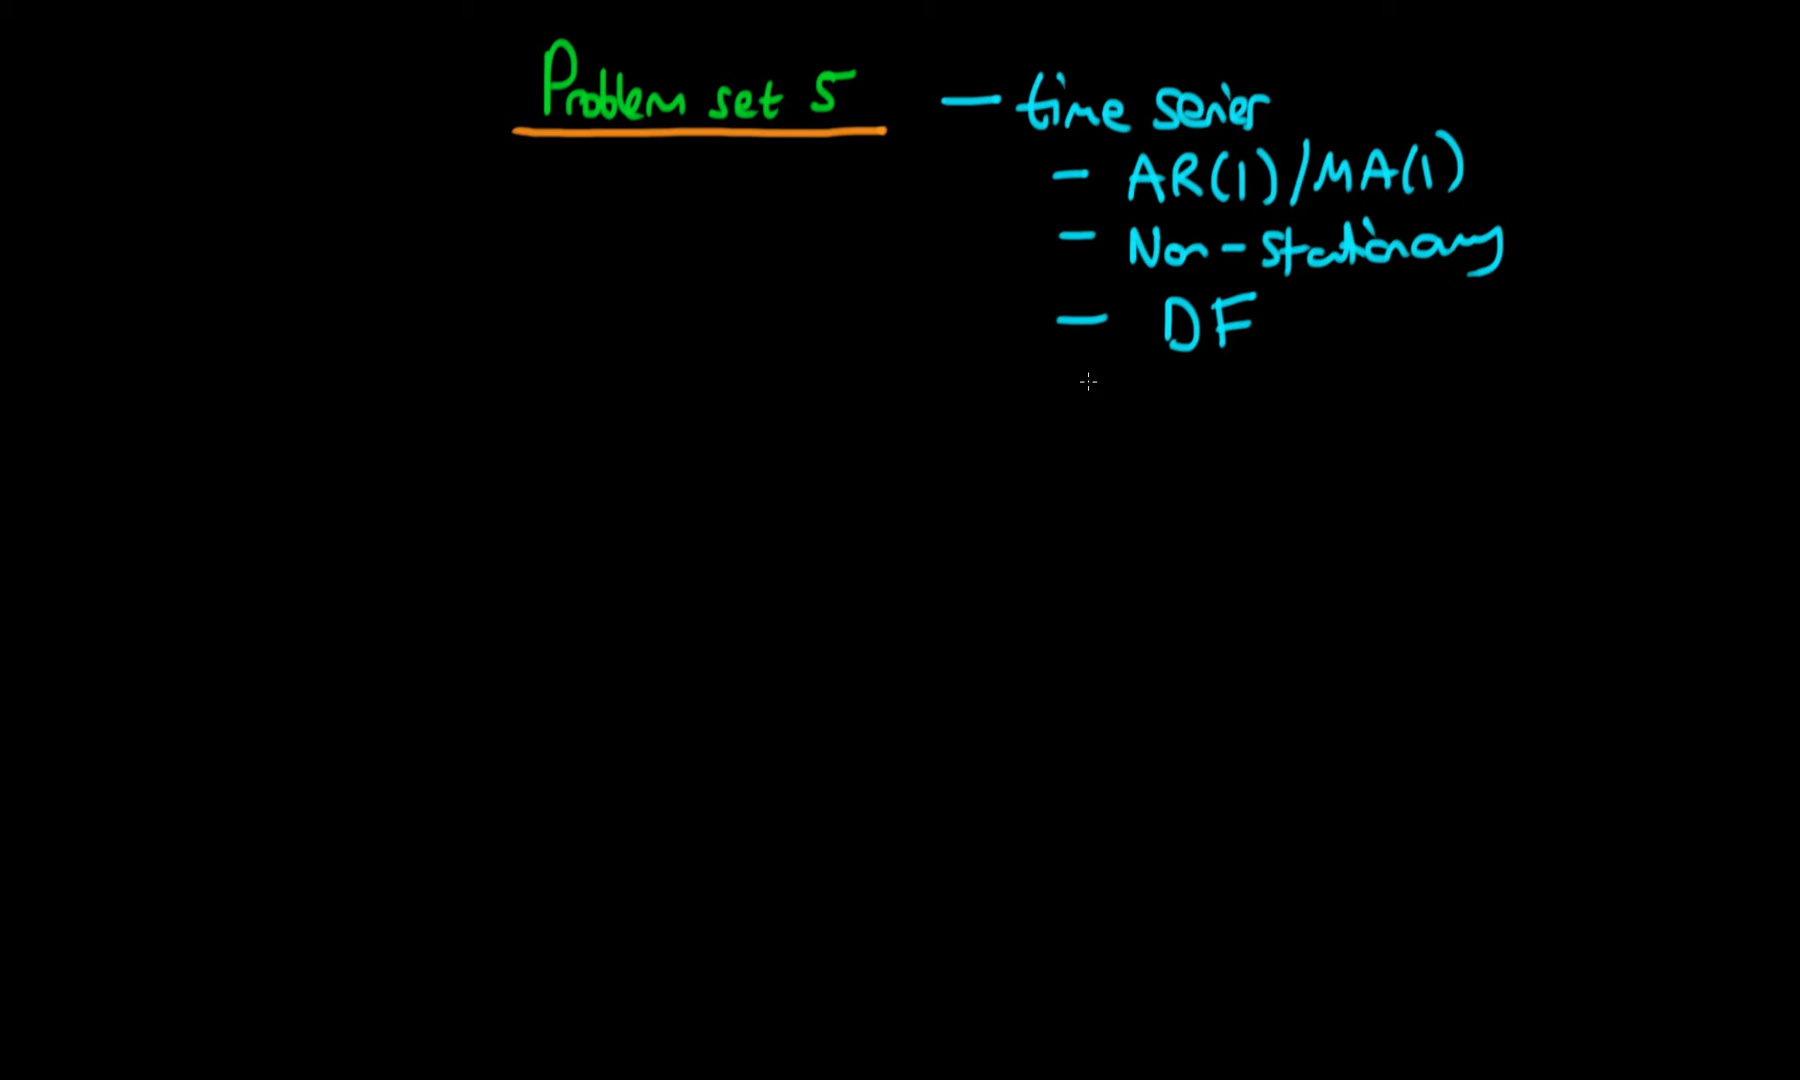 Problem set 5 — time series
— AR(1)/MA(1)
— Non-stationary
— DF